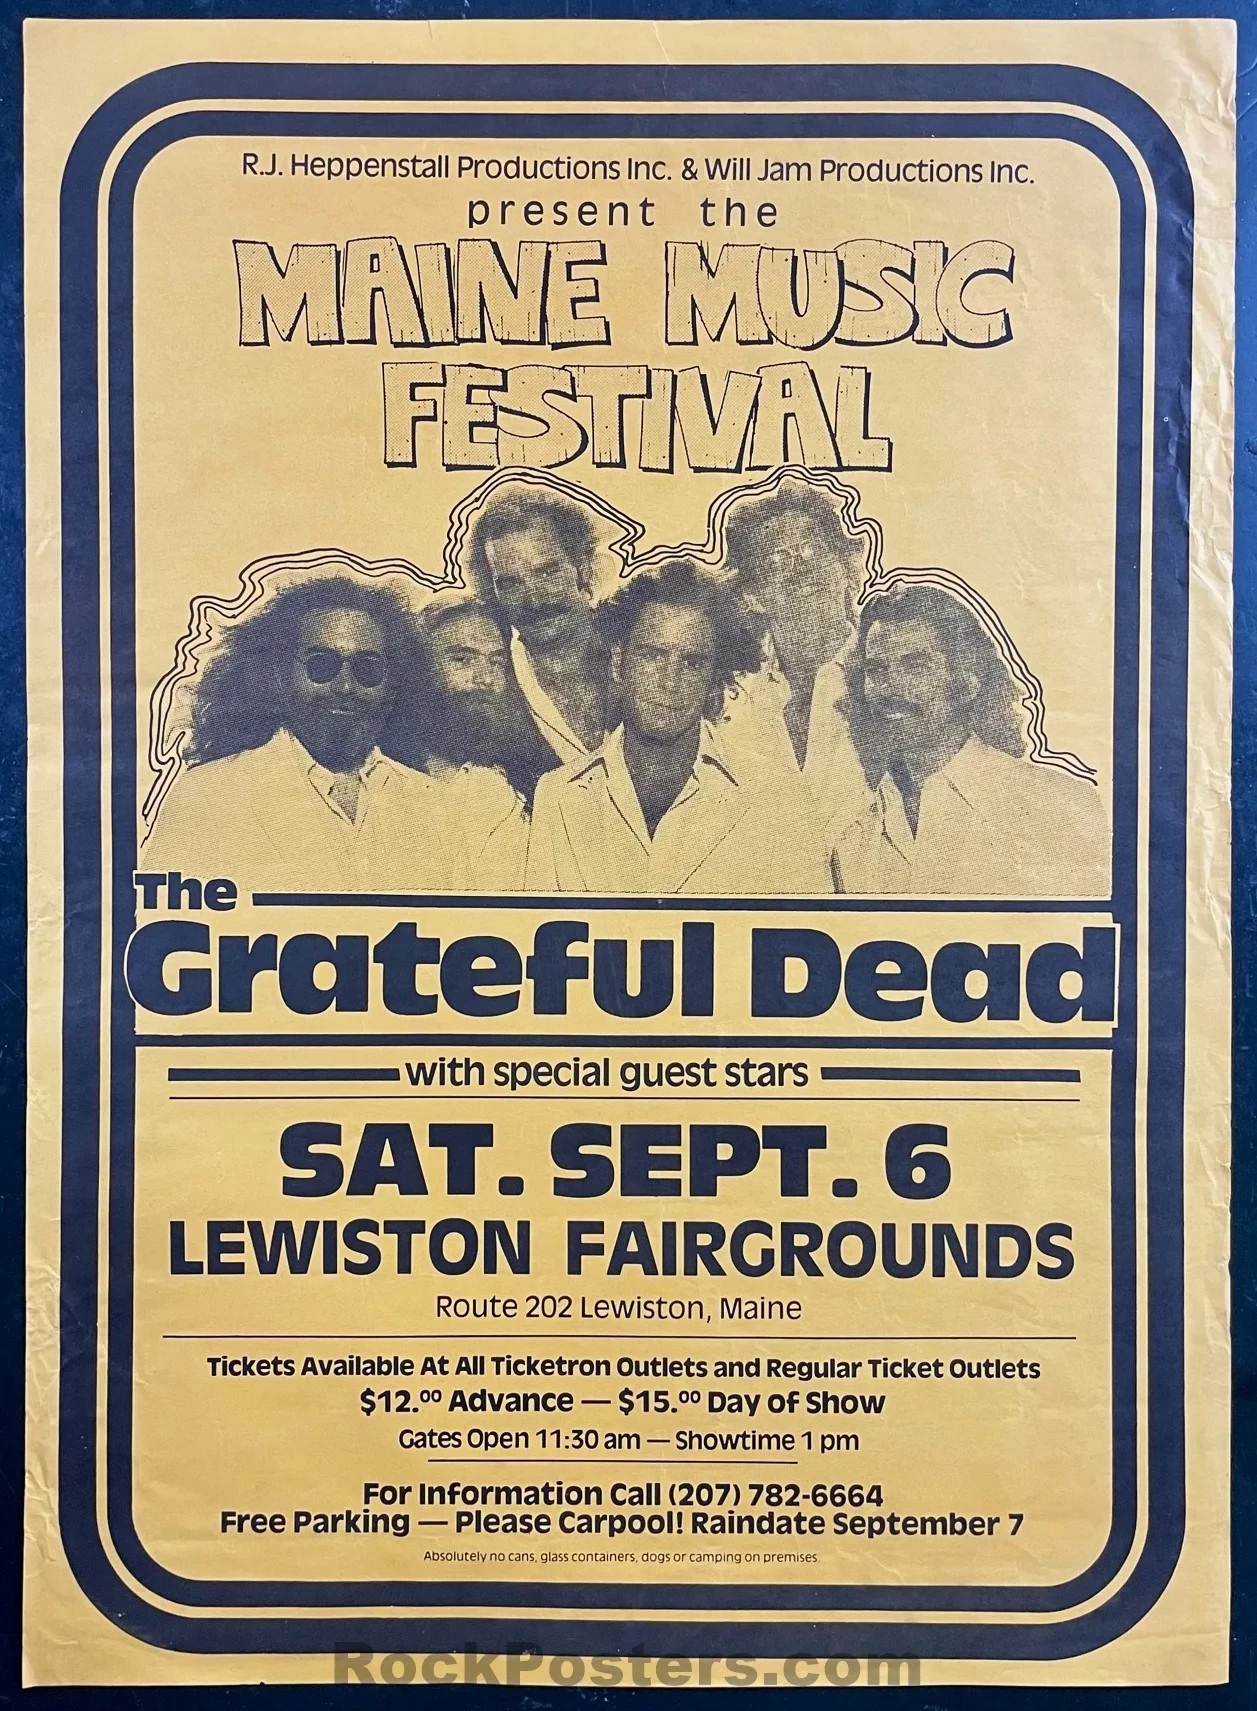 R.J. Heppenstall Productions Inc. & Will Jam Productions Inc.
present the
MAINE MUSIC
FESTIVAL
The
Grateful Dead
with special guest stars
SAT. SEPT. 6
LEWISTON FAIRGROUNDS
Route 202 Lewiston, Maine
Tickets Available At All Ticketron Outlets and Regular Ticket Outlets
$12.00 Advance — $15.00 Day of Show
Gates Open 11:30 am — Showtime 1 pm
For Information Call (207) 782-6664
Free Parking — Please Carpool! Raindate September 7
Absolutely no cans, glass containers, dogs or camping on premises.
RockPosters.com